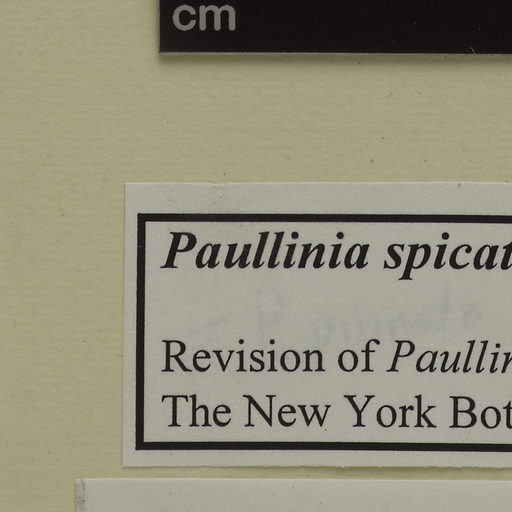 cm
Paullinia spicat
Revision of Paullin
The New York Bot